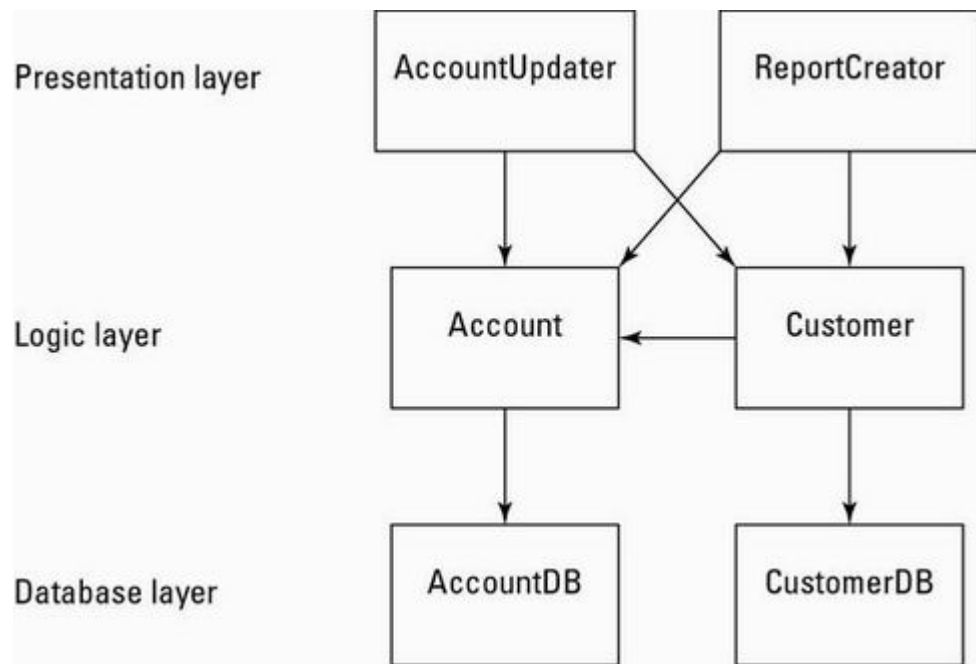 Presentation layer
AccountUpdater
ReportCreator
Logic layer
Account
Customer
Database layer
AccountDB
CustomerDB